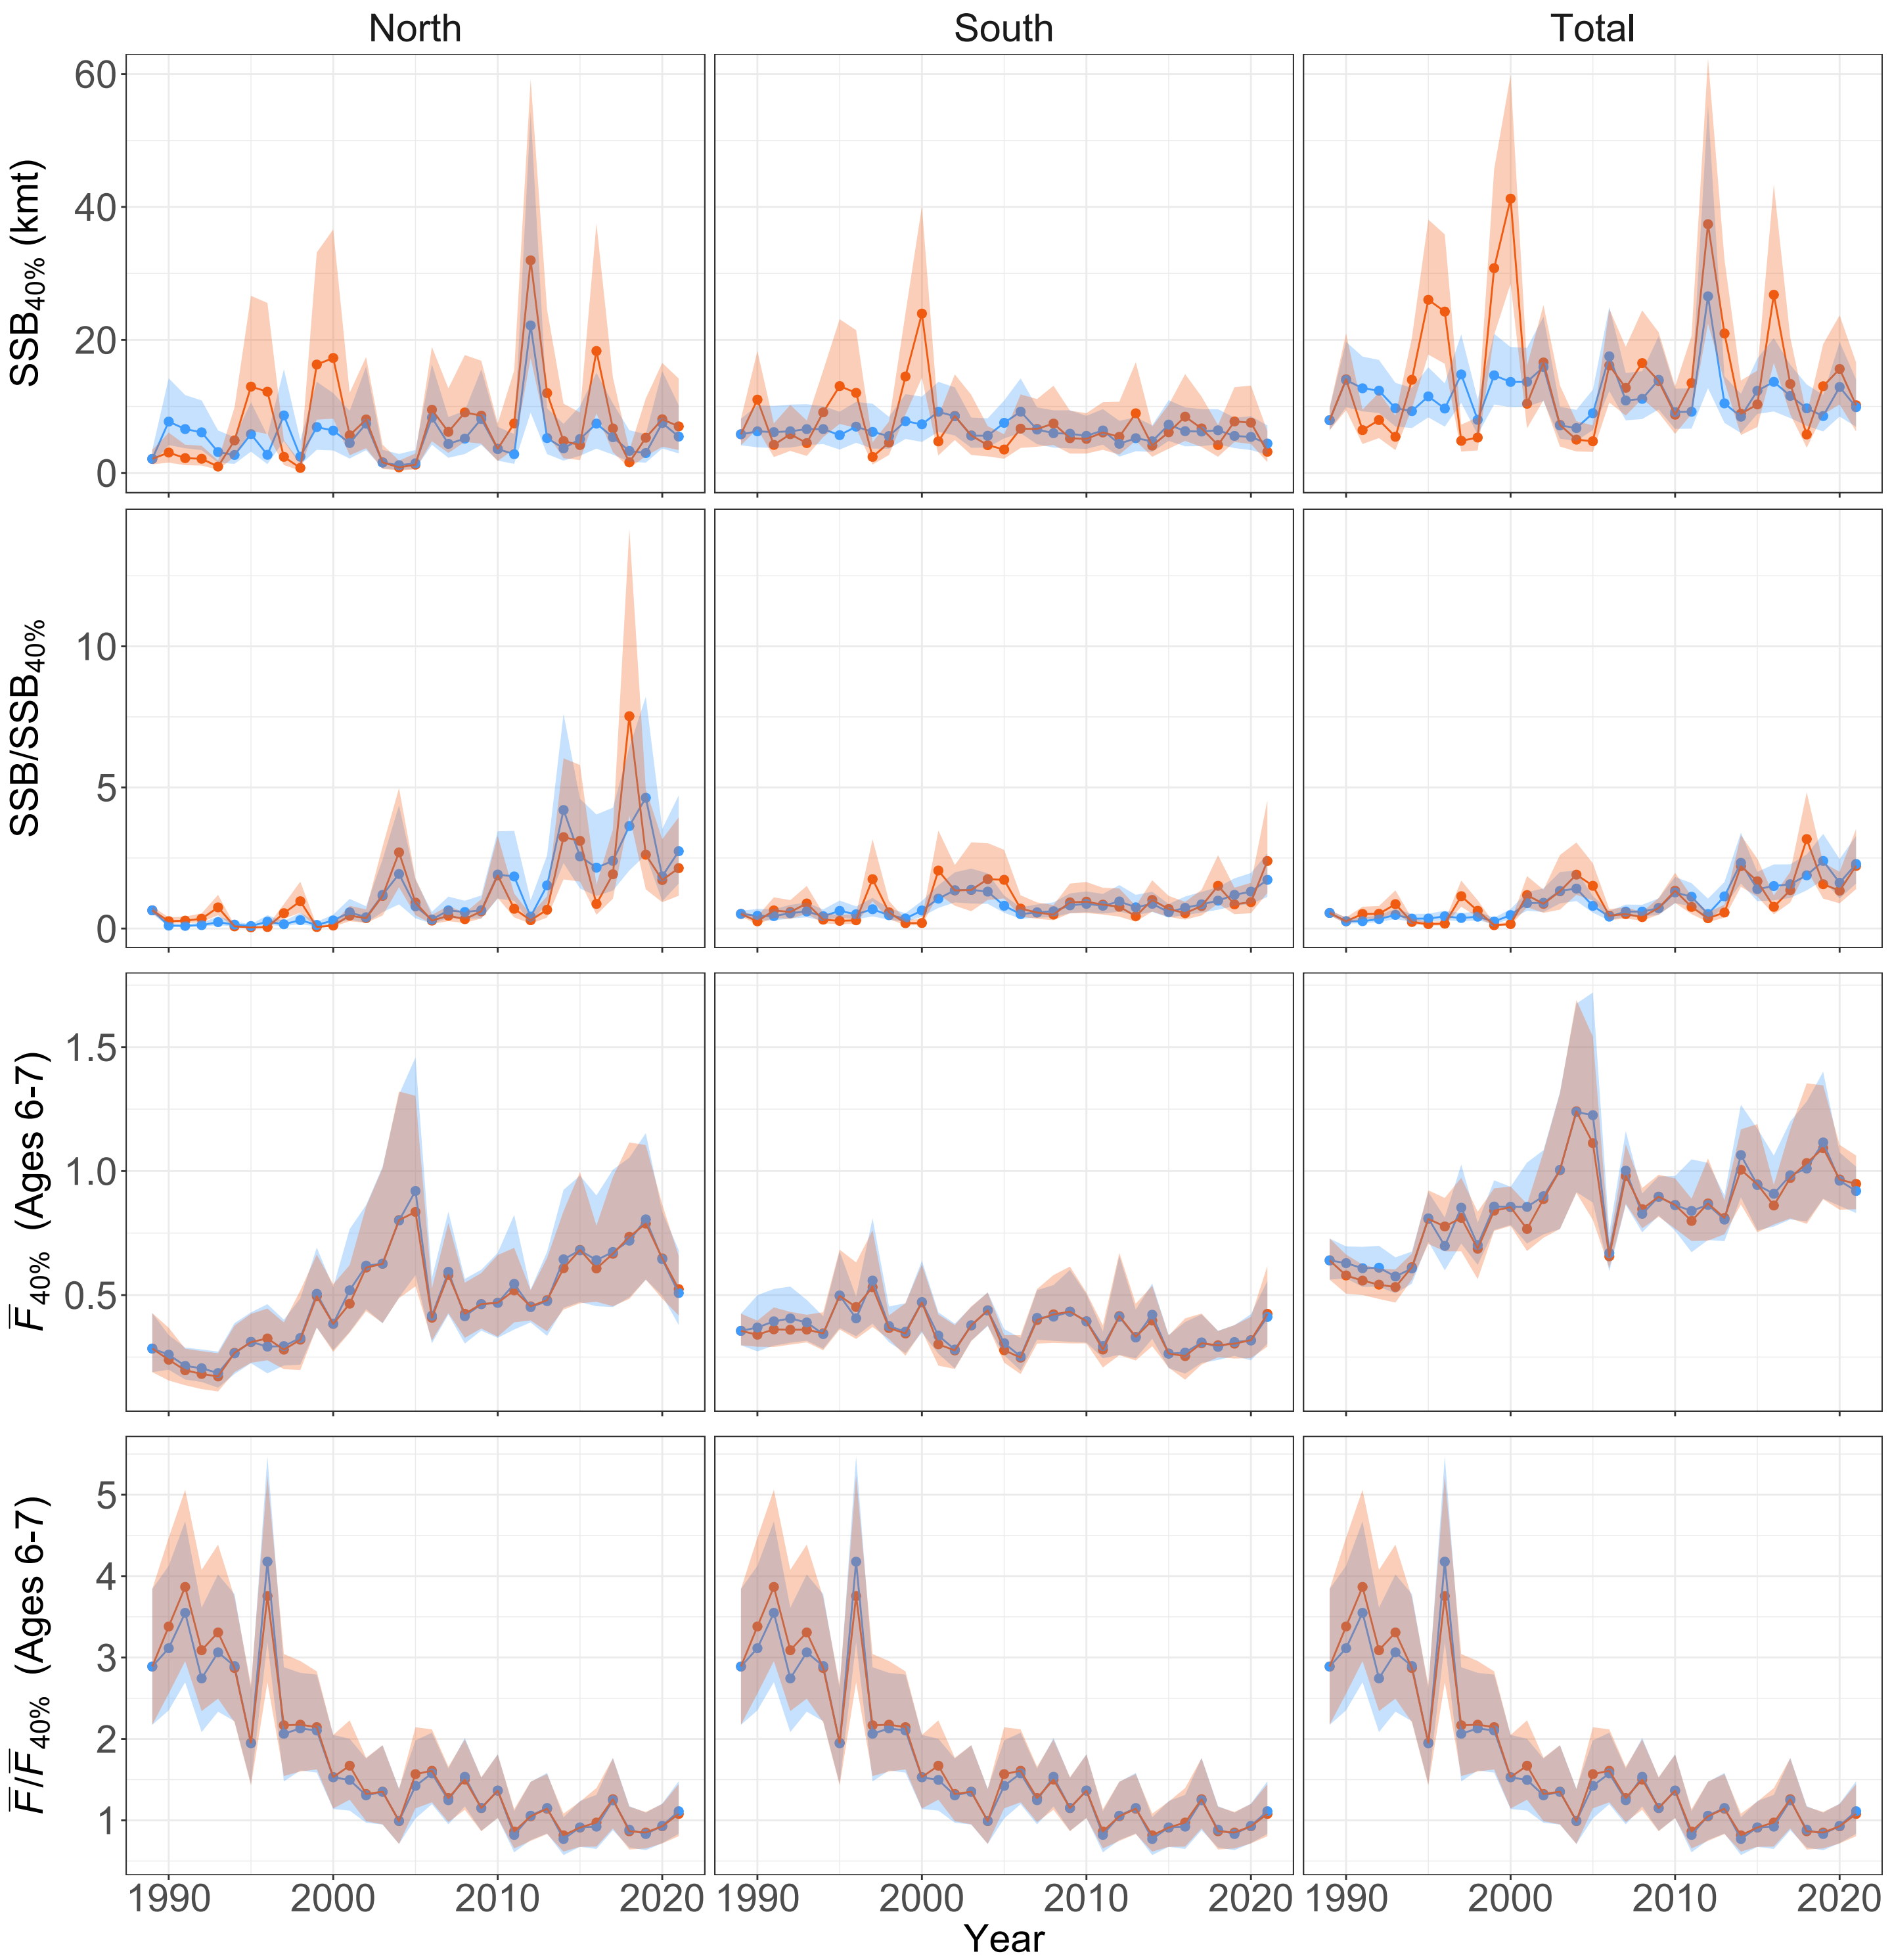 North South Total
SSB40% (kmt)
60
40
20
0
SSB/SSB40%
10
5
0
F̅40% (Ages 6-7)
1.5
1.0
0.5
F̅/F̅40% (Ages 6-7)
5
4
3
2
1
1990 2000 2010 2020 1990 2000 2010 2020 1990 2000 2010 2020
Year